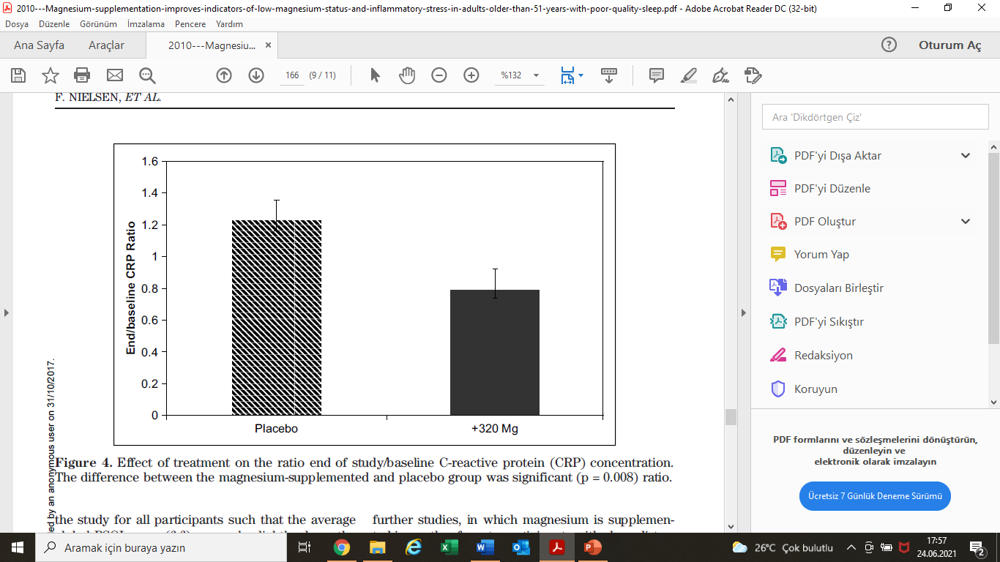 2010---Magnesium-supplementation-improves-indicators-of-low-magnesium-status-and-inflammatory-stress-in-adults-older-than-51-years-with-poor-quality-sleep.pdf - Adobe Acrobat Reader DC (32-bit)
Dosya Düzenle Görünüm İmzalama Pencere Yardım
Ana Sayfa Araçlar 2010---Magnesiu... × Oturum Aç
166 (9 / 11) %132
F. NIELSEN, ET AL.
1.6
1.4
1.2
1
0.8
0.6
0.4
0.2
0
End/baseline CRP Ratio
Placebo +320 Mg
Figure 4. Effect of treatment on the ratio end of study/baseline C-reactive protein (CRP) concentration.
The difference between the magnesium-supplemented and placebo group was significant (p = 0.008) ratio.
ed by an anonymous user on 31/10/2017.
the study for all participants such that the average
further studies, in which magnesium is supplemen-
Ara 'Dikdörtgen Çiz'
PDF'yi Dışa Aktar
PDF'yi Düzenle
PDF Oluştur
Yorum Yap
Dosyaları Birleştir
PDF'yi Sıkıştır
Redaksiyon
Koruyun
PDF formlarını ve sözleşmelerini dönüştürün,
düzenleyin ve
elektronik olarak imzalayın
Ücretsiz 7 Günlük Deneme Sürümü
Aramak için buraya yazın
26°C Çok bulutlu
17:57
24.06.2021
2